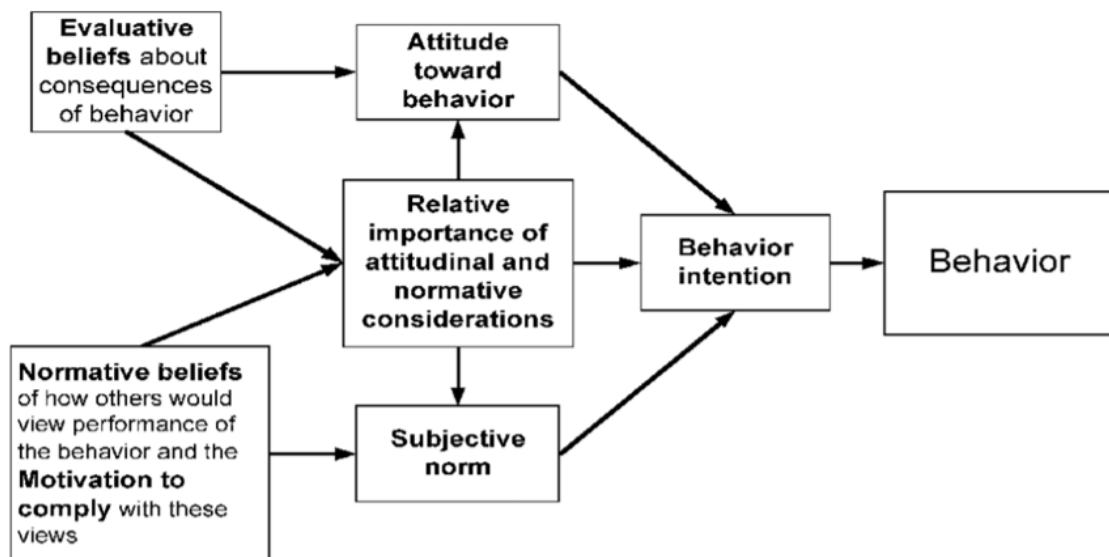 Evaluative
beliefs about
consequences
of behavior
Attitude
toward
behavior
Relative
importance of
attitudinal and
normative
considerations
Behavior
intention
Behavior
Normative beliefs
of how others would
view performance of
the behavior and the
Motivation to
comply with these
views
Subjective
norm